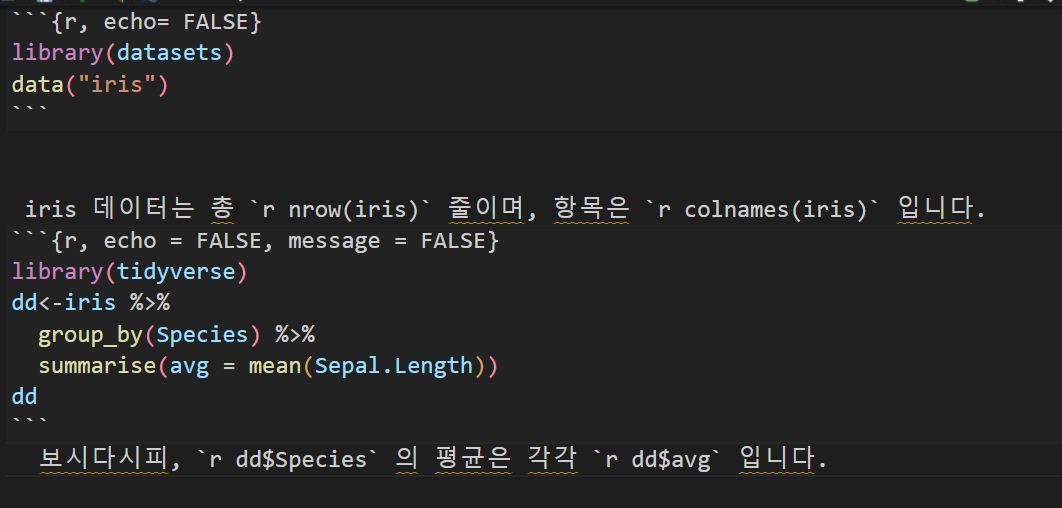 ```{r, echo= FALSE}
library(datasets)
data("iris")
```
iris 데이터는 총 `r nrow(iris)` 줄이며, 항목은 `r colnames(iris)` 입니다.
```{r, echo = FALSE, message = FALSE}
library(tidyverse)
dd<-iris %>%
  group_by(Species) %>%
  summarise(avg = mean(Sepal.Length))
dd
```
보시다시피, `r dd$Species` 의 평균은 각각 `r dd$avg` 입니다.